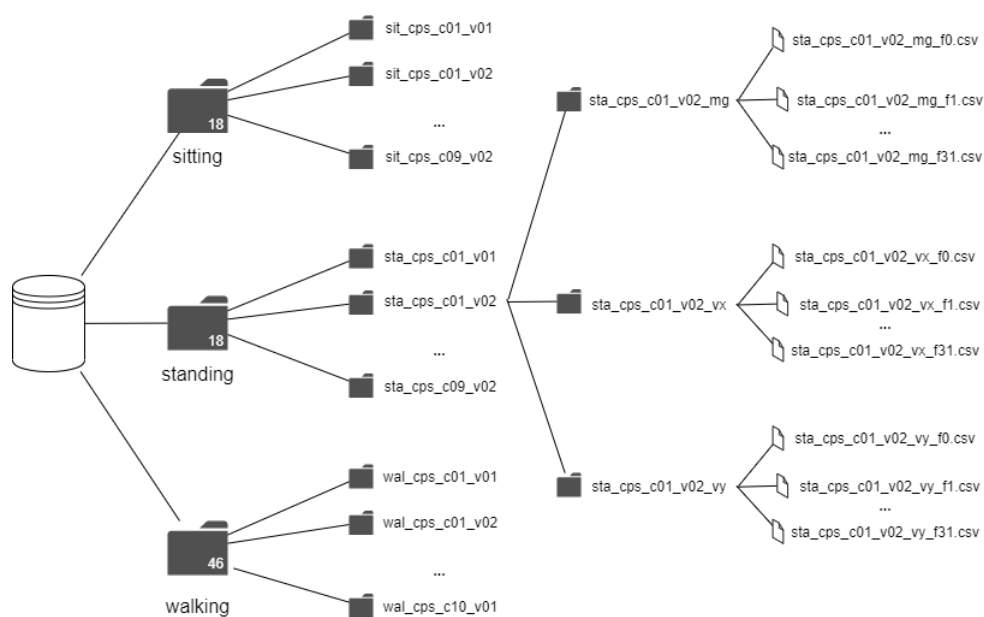 sit_cps_c01_v01
sit_cps_c01_v02
...
sit_cps_c09_v02
18
sitting
sta_cps_c01_v01
sta_cps_c01_v02
...
sta_cps_c09_v02
18
standing
wal_cps_c01_v01
wal_cps_c01_v02
...
wal_cps_c10_v01
46
walking
sta_cps_c01_v02_mg
sta_cps_c01_v02_mg_f0.csv
sta_cps_c01_v02_mg_f1.csv
...
sta_cps_c01_v02_mg_f31.csv
sta_cps_c01_v02_vx
sta_cps_c01_v02_vx_f0.csv
sta_cps_c01_v02_vx_f1.csv
...
sta_cps_c01_v02_vx_f31.csv
sta_cps_c01_v02_vy
sta_cps_c01_v02_vy_f0.csv
sta_cps_c01_v02_vy_f1.csv
...
sta_cps_c01_v02_vy_f31.csv